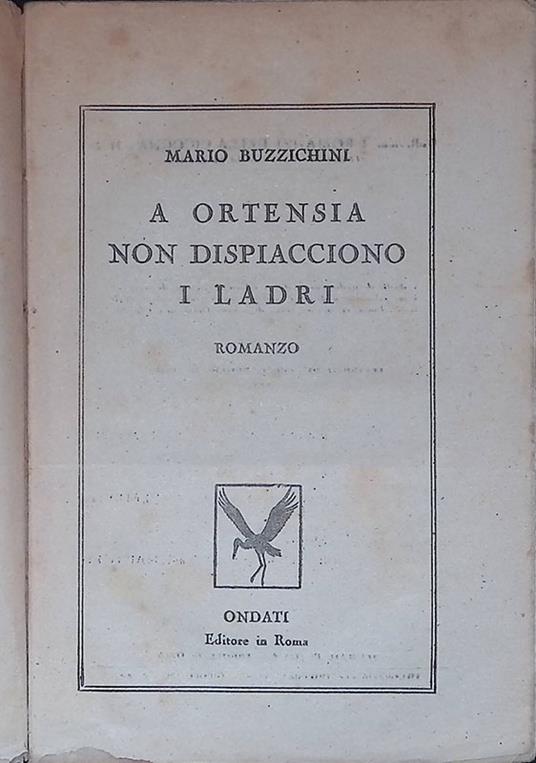 MARIO BUZZICHINI
A ORTENSIA
NON DISPIACCIONO
I LADRI
ROMANZO
ONDATI
Editore in Roma